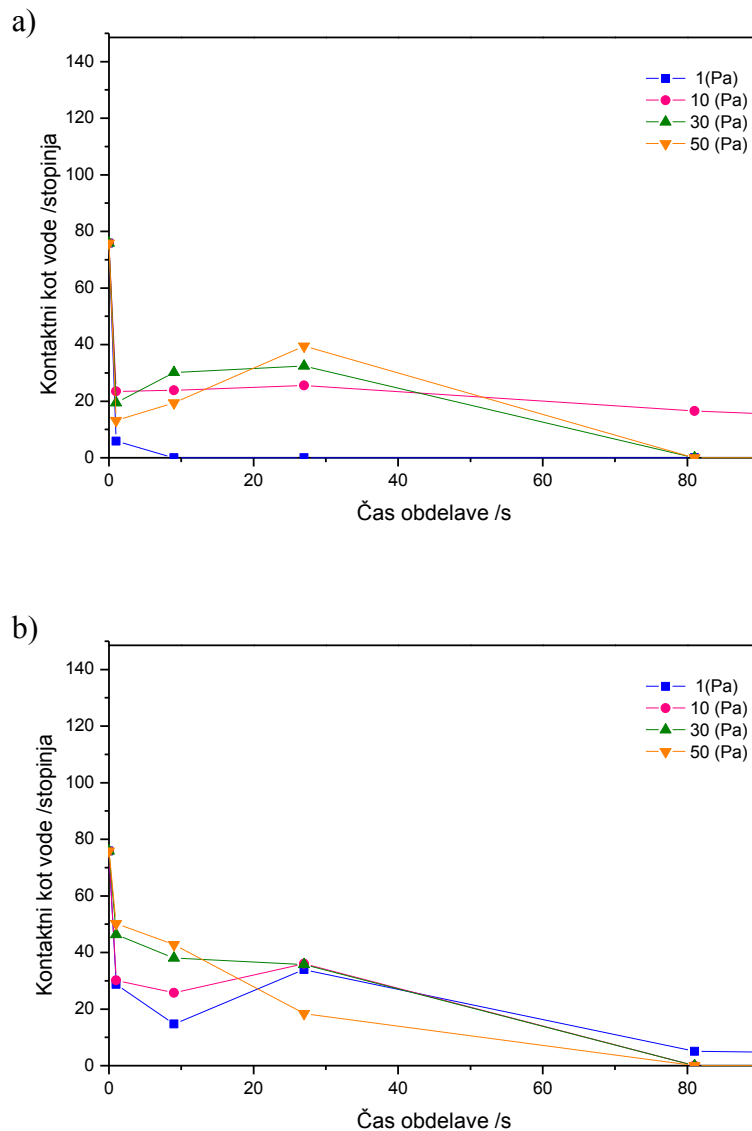 a)
140
120
100
80
60
40
20
0
Kontaktni kot vode /stopinja
1(Pa)
10 (Pa)
30 (Pa)
50 (Pa)
0 20 40 60 80
Čas obdelave /s
b)
140
120
100
80
60
40
20
0
Kontaktni kot vode /stopinja
1(Pa)
10 (Pa)
30 (Pa)
50 (Pa)
0 20 40 60 80
Čas obdelave /s